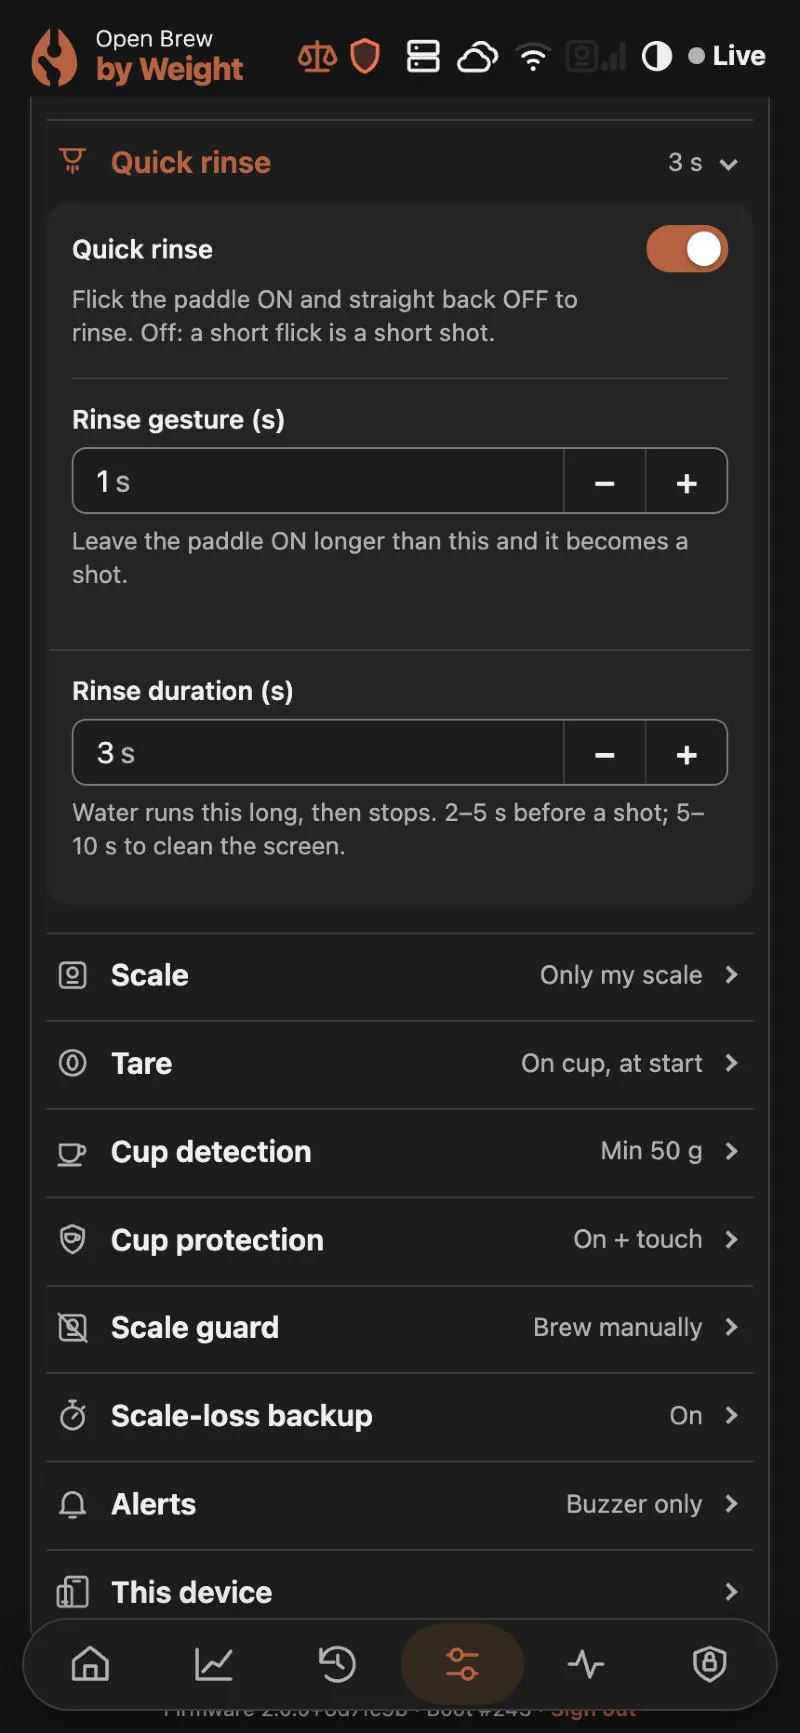 Open Brew
by Weight
Live
Quick rinse
3 s
Quick rinse
Flick the paddle ON and straight back OFF to
rinse. Off: a short flick is a short shot.
Rinse gesture (s)
1 s
− +
Leave the paddle ON longer than this and it becomes a
shot.
Rinse duration (s)
3 s
− +
Water runs this long, then stops. 2–5 s before a shot; 5–
10 s to clean the screen.
Scale
Only my scale
Tare
On cup, at start
Cup detection
Min 50 g
Cup protection
On + touch
Scale guard
Brew manually
Scale-loss backup
On
Alerts
Buzzer only
This device
Boot #243 · Sign out